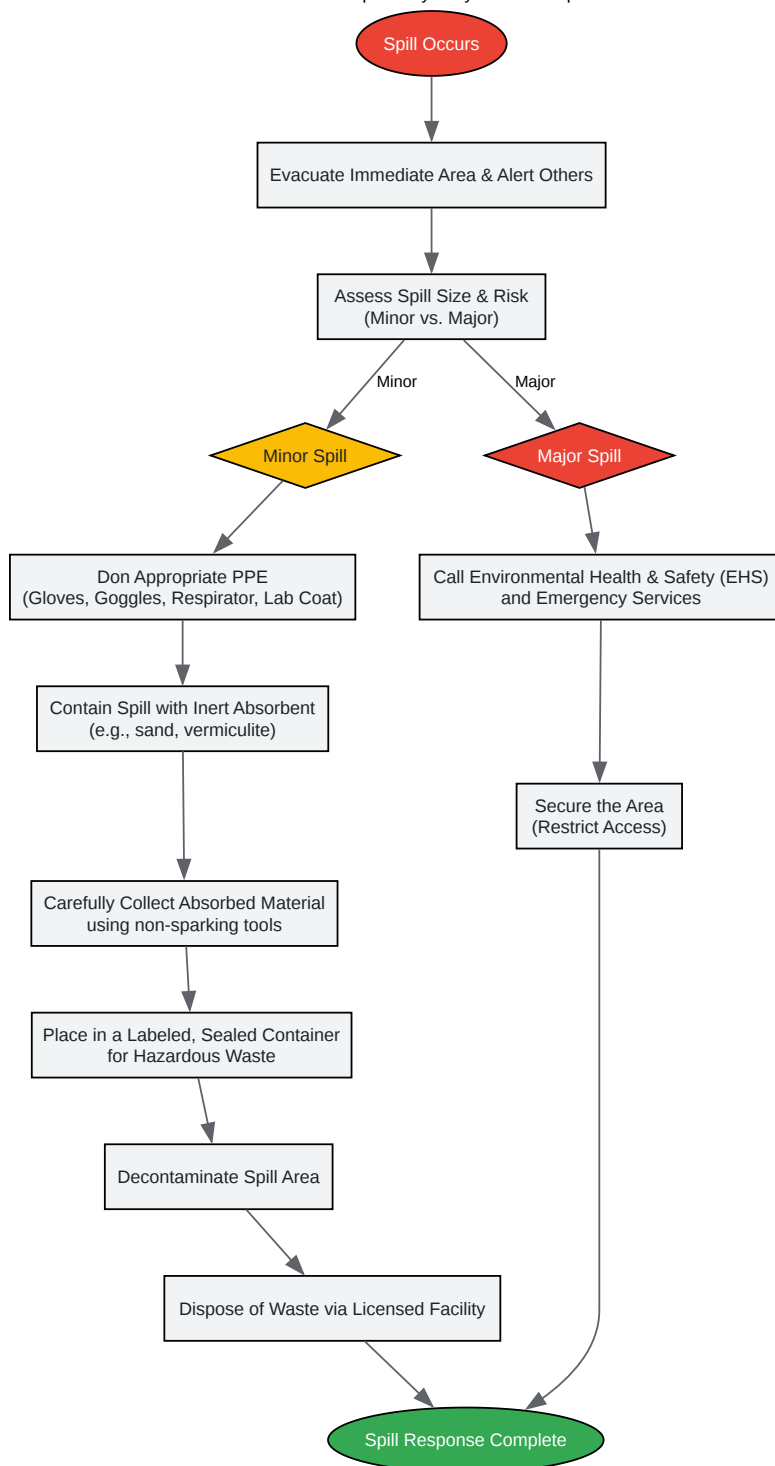 Spill Occurs
Evacuate Immediate Area & Alert Others
Assess Spill Size & Risk
(Minor vs. Major)
Minor
Major
Minor Spill
Major Spill
Don Appropriate PPE
(Gloves, Goggles, Respirator, Lab Coat)
Call Environmental Health & Safety (EHS)
and Emergency Services
Contain Spill with Inert Absorbent
(e.g., sand, vermiculite)
Secure the Area
(Restrict Access)
Carefully Collect Absorbed Material
using non-sparking tools
Place in a Labeled, Sealed Container
for Hazardous Waste
Decontaminate Spill Area
Dispose of Waste via Licensed Facility
Spill Response Complete